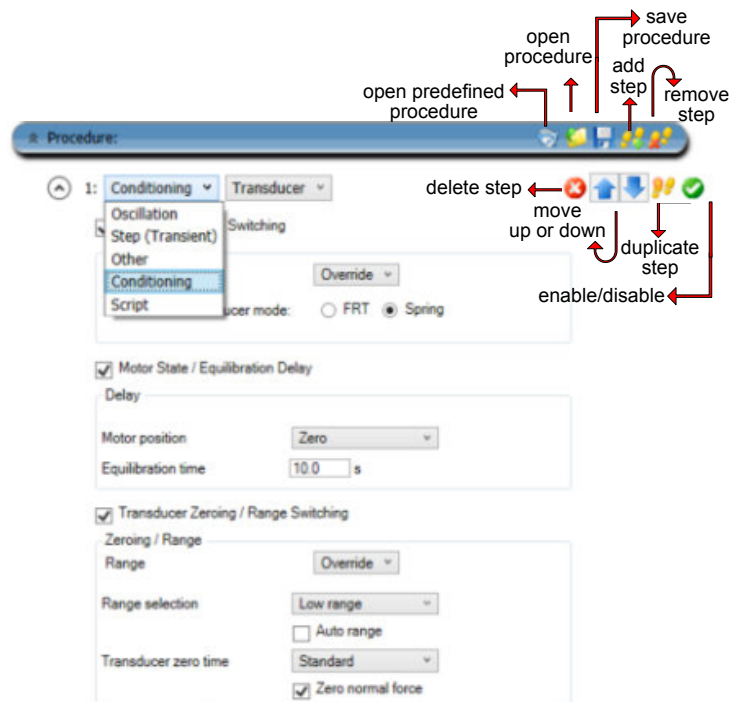 save
procedure
open
procedure
add
step
remove
step
open predefined
procedure
Procedure:
1: Conditioning Transducer
delete step
Oscillation
Step (Transient)
Other
Conditioning
Script
Switching
move
up or down
duplicate
step
enable/disable
Override
ucer mode: FRT Spring
Motor State / Equilibration Delay
Delay
Motor position Zero
Equilibration time 10.0 s
Transducer Zeroing / Range Switching
Zeroing / Range
Range Override
Range selection Low range
Auto range
Transducer zero time Standard
Zero normal force